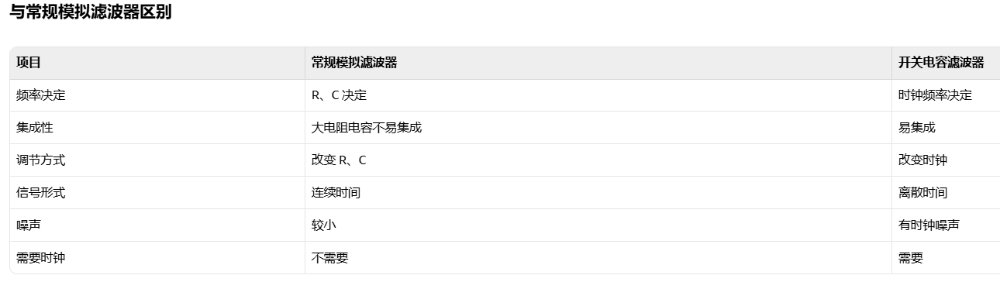 与常规模拟滤波器区别
项目 常规模拟滤波器 开关电容滤波器
频率决定 R、C 决定 时钟频率决定
集成性 大电阻电容不易集成 易集成
调节方式 改变 R、C 改变时钟
信号形式 连续时间 离散时间
噪声 较小 有时钟噪声
需要时钟 不需要 需要